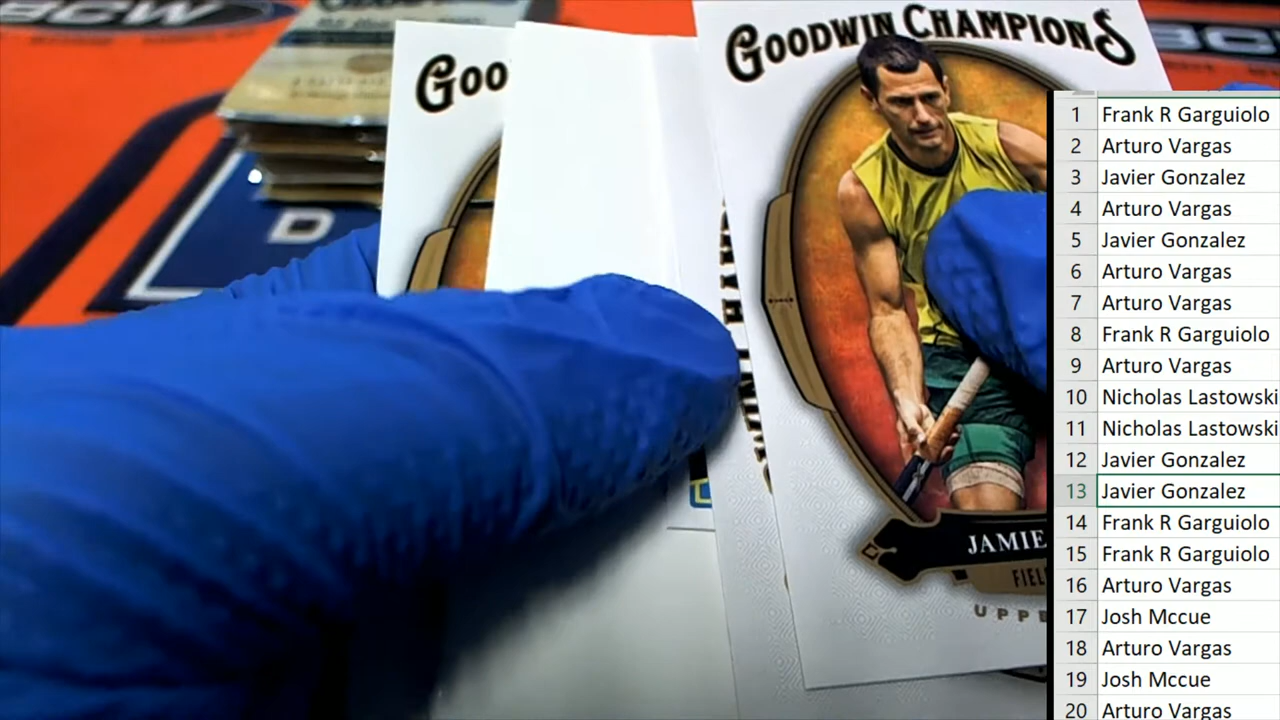 GOODWIN CHAMPIONS
GOO
D
JAMIE
FIEL
UPPE
1 Frank R Garguiolo
2 Arturo Vargas
3 Javier Gonzalez
4 Arturo Vargas
5 Javier Gonzalez
6 Arturo Vargas
7 Arturo Vargas
8 Frank R Garguiolo
9 Arturo Vargas
10 Nicholas Lastowski
11 Nicholas Lastowski
12 Javier Gonzalez
13 Javier Gonzalez
14 Frank R Garguiolo
15 Frank R Garguiolo
16 Arturo Vargas
17 Josh Mccue
18 Arturo Vargas
19 Josh Mccue
20 Arturo Vargas